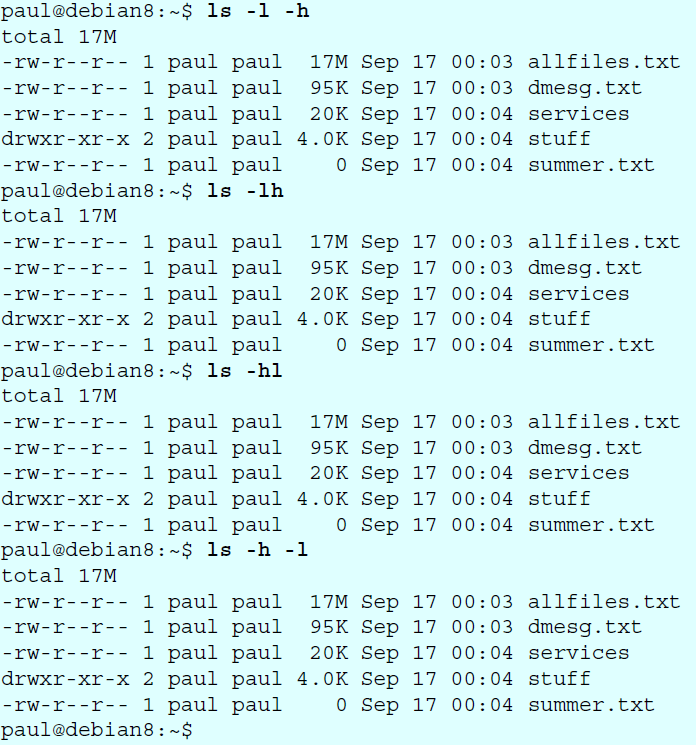 paul@debian8:~$ ls -l -h
total 17M
-rw-r--r-- 1 paul paul  17M Sep 17 00:03 allfiles.txt
-rw-r--r-- 1 paul paul  95K Sep 17 00:03 dmesg.txt
-rw-r--r-- 1 paul paul  20K Sep 17 00:04 services
drwxr-xr-x 2 paul paul 4.0K Sep 17 00:04 stuff
-rw-r--r-- 1 paul paul    0 Sep 17 00:04 summer.txt
paul@debian8:~$ ls -lh
total 17M
-rw-r--r-- 1 paul paul  17M Sep 17 00:03 allfiles.txt
-rw-r--r-- 1 paul paul  95K Sep 17 00:03 dmesg.txt
-rw-r--r-- 1 paul paul  20K Sep 17 00:04 services
drwxr-xr-x 2 paul paul 4.0K Sep 17 00:04 stuff
-rw-r--r-- 1 paul paul    0 Sep 17 00:04 summer.txt
paul@debian8:~$ ls -hl
total 17M
-rw-r--r-- 1 paul paul  17M Sep 17 00:03 allfiles.txt
-rw-r--r-- 1 paul paul  95K Sep 17 00:03 dmesg.txt
-rw-r--r-- 1 paul paul  20K Sep 17 00:04 services
drwxr-xr-x 2 paul paul 4.0K Sep 17 00:04 stuff
-rw-r--r-- 1 paul paul    0 Sep 17 00:04 summer.txt
paul@debian8:~$ ls -h -l
total 17M
-rw-r--r-- 1 paul paul  17M Sep 17 00:03 allfiles.txt
-rw-r--r-- 1 paul paul  95K Sep 17 00:03 dmesg.txt
-rw-r--r-- 1 paul paul  20K Sep 17 00:04 services
drwxr-xr-x 2 paul paul 4.0K Sep 17 00:04 stuff
-rw-r--r-- 1 paul paul    0 Sep 17 00:04 summer.txt
paul@debian8:~$